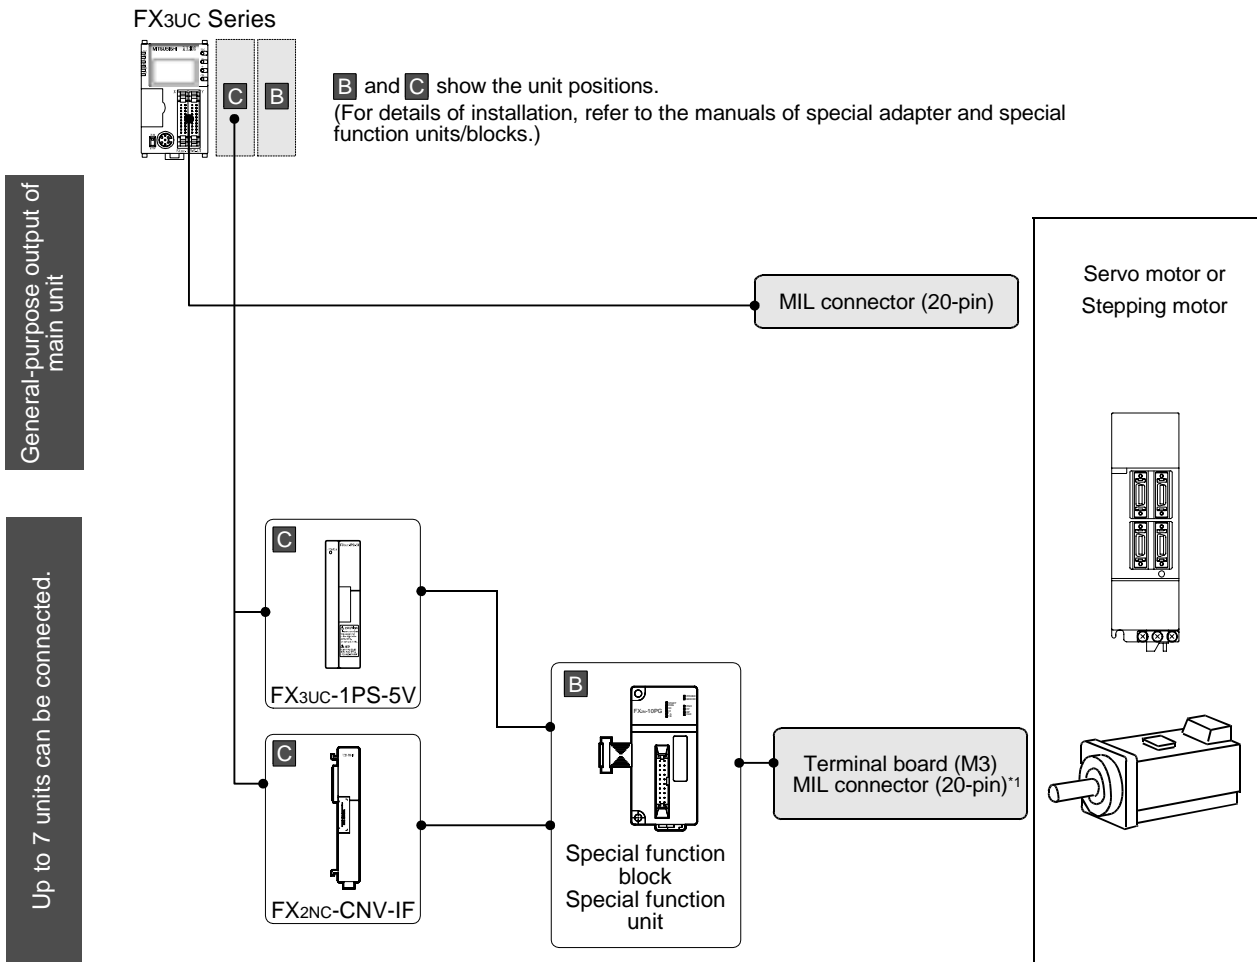 FX3UC Series
MITSUBISHI
C
B
B and C show the unit positions.
(For details of installation, refer to the manuals of special adapter and special
function units/blocks.)
General-purpose output of
main unit
MIL connector (20-pin)
Servo motor or
Stepping motor
Up to 7 units can be connected.
C
FX3UC-1PS-5V
C
FX2NC-CNV-IF
B
FX2N-10PG
Special function
block
Special function
unit
Terminal board (M3)
MIL connector (20-pin)*1